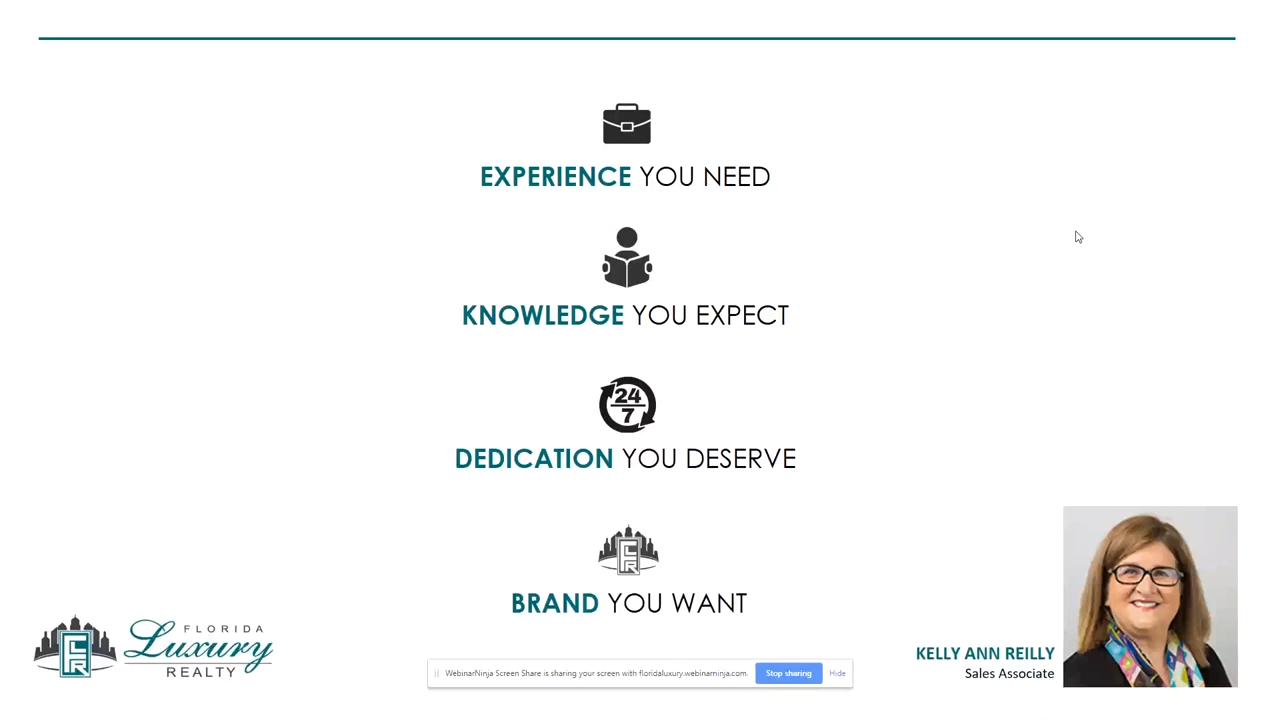 EXPERIENCE YOU NEED
KNOWLEDGE YOU EXPECT
24
7
DEDICATION YOU DESERVE
BRAND YOU WANT
FLORIDA
Luxury
REALTY
KELLY ANN REILLY
Sales Associate
WebinarNinja Screen Share is sharing your screen with floridaluxury.webinarninja.com.
Stop sharing
Hide